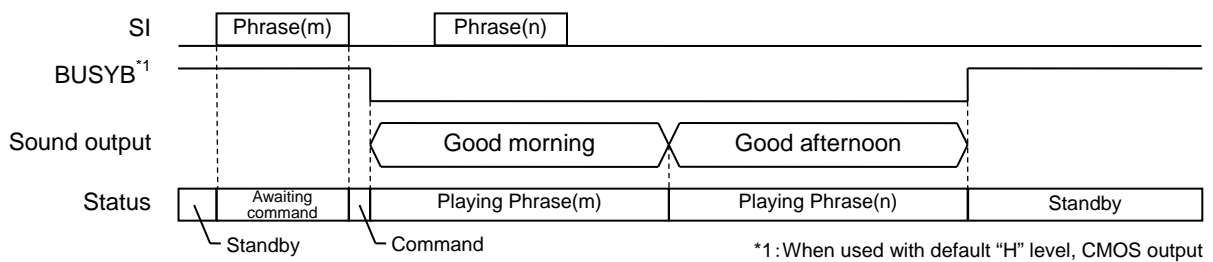 SI
Phrase(m)
Phrase(n)
BUSYB*1
Sound output
Good morning
Good afternoon
Status
Awaiting
command
Playing Phrase(m)
Playing Phrase(n)
Standby
Standby
Command
*1:When used with default “H” level, CMOS output